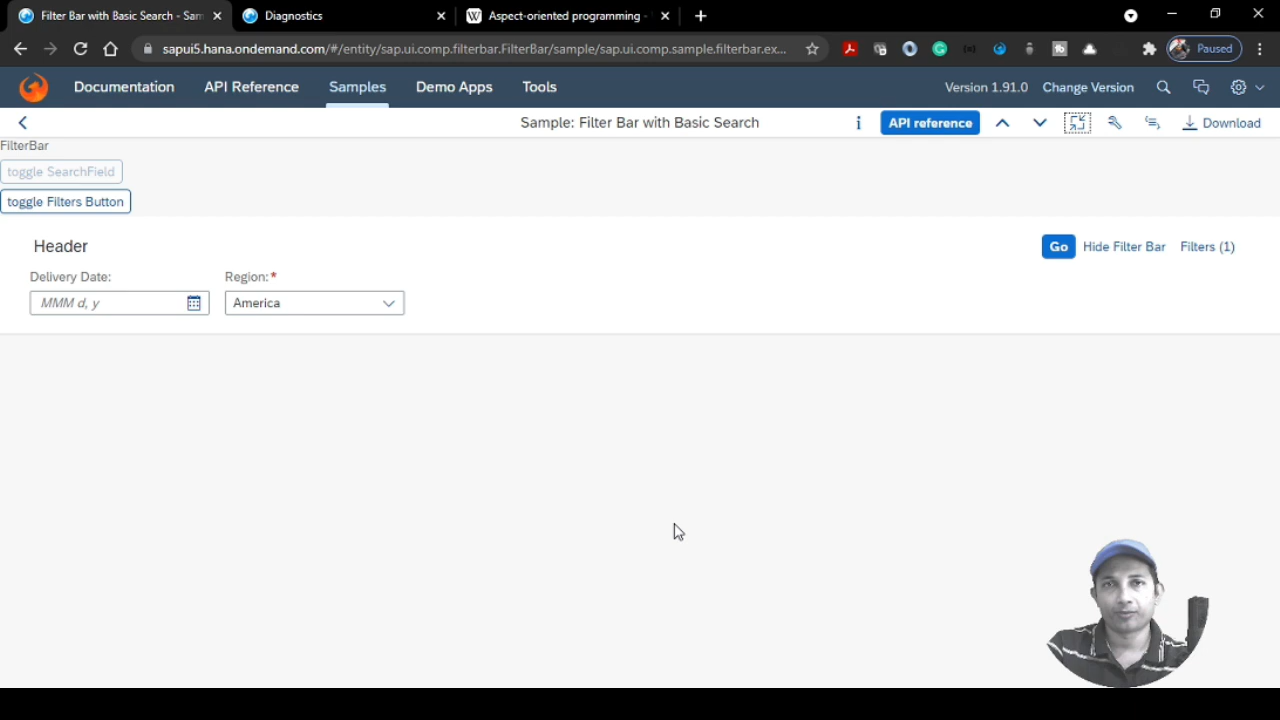 Filter Bar with Basic Search - Sam
Diagnostics
Aspect-oriented programming -
sapui5.hana.ondemand.com/#/entity/sap.ui.comp.filterbar.FilterBar/sample/sap.ui.comp.sample.filterbar.ex...
Paused
Documentation
API Reference
Samples
Demo Apps
Tools
Version 1.91.0
Change Version
Sample: Filter Bar with Basic Search
API reference
Download
FilterBar
toggle SearchField
toggle Filters Button
Header
Go
Hide Filter Bar
Filters (1)
Delivery Date:
Region:*
MMM d, y
America